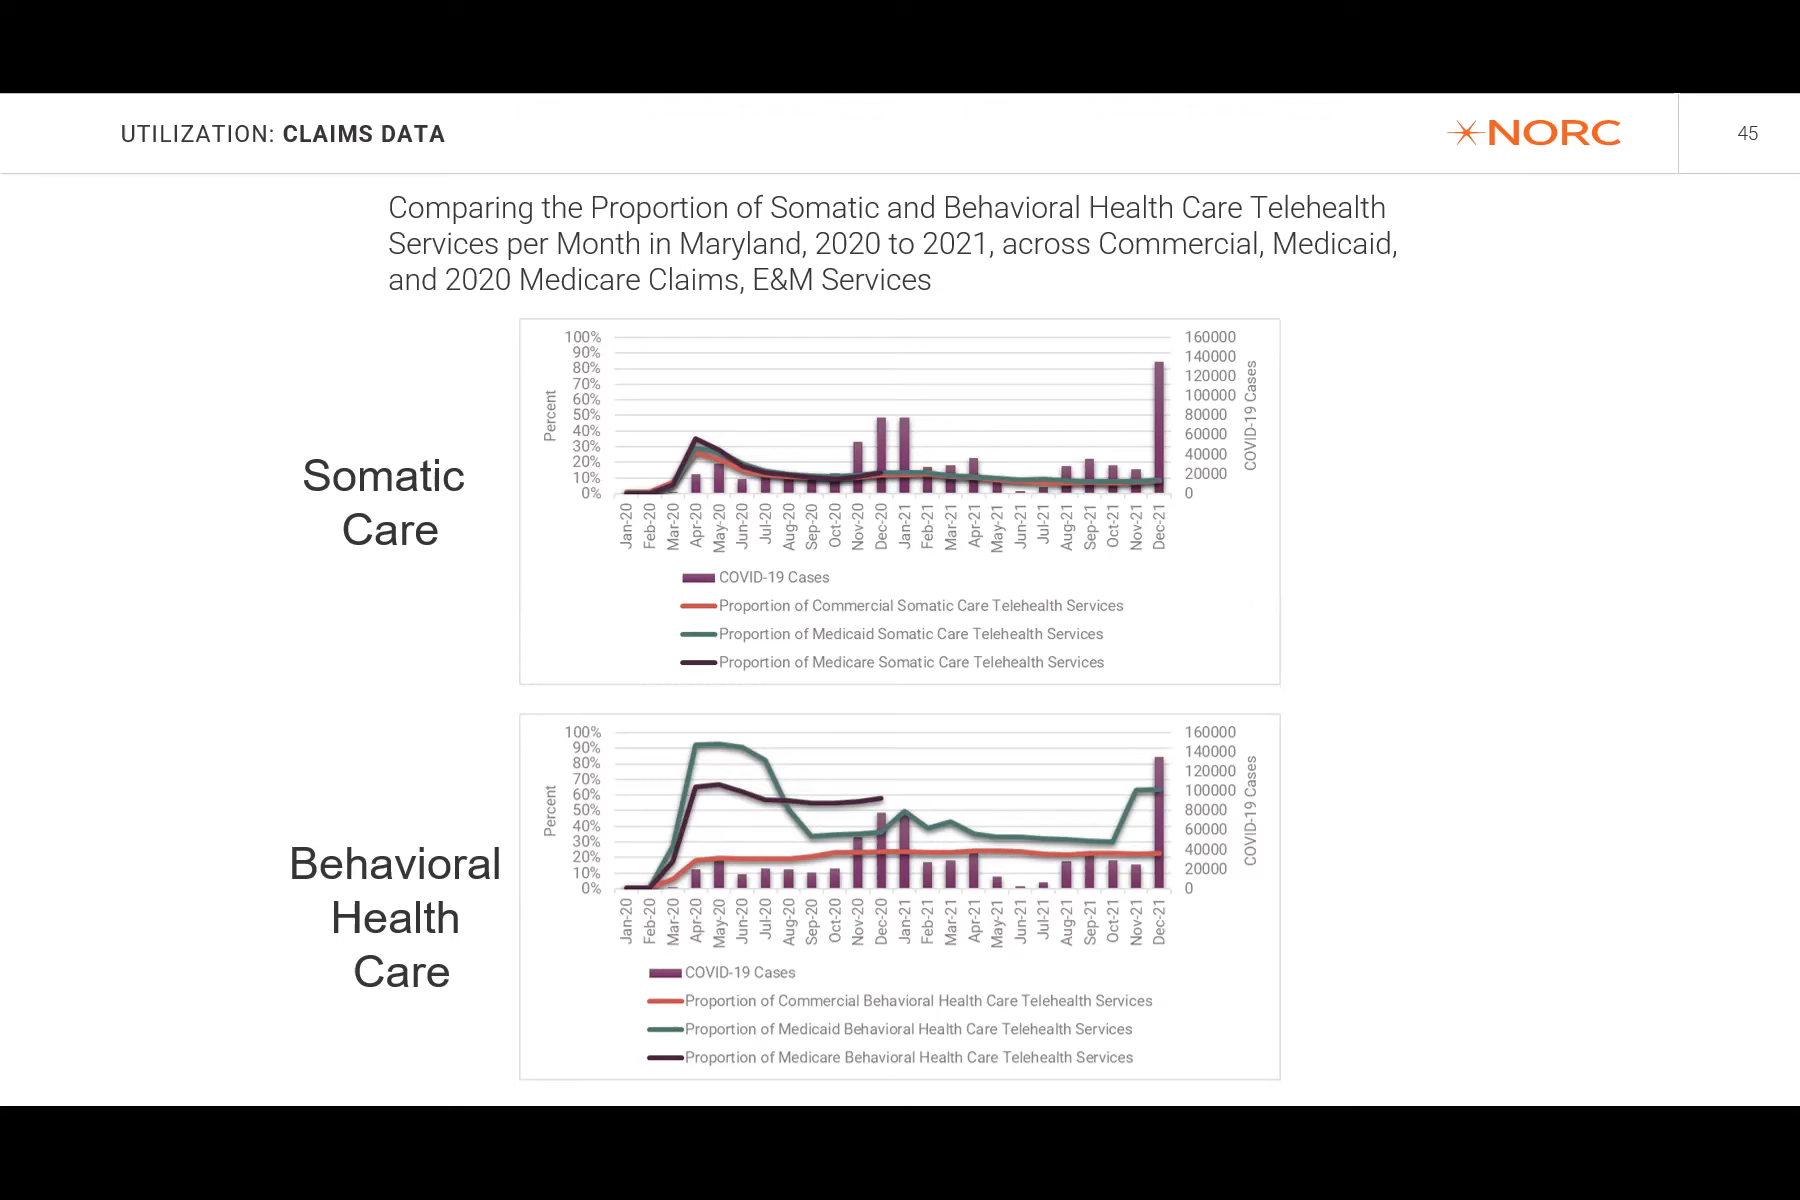 UTILIZATION: CLAIMS DATA
NORC
45
Comparing the Proportion of Somatic and Behavioral Health Care Telehealth
Services per Month in Maryland, 2020 to 2021, across Commercial, Medicaid,
and 2020 Medicare Claims, E&M Services
Somatic
Care
100%
90%
80%
70%
60%
50%
40%
30%
20%
10%
0%
Percent
160000
140000
120000
100000
80000
60000
40000
20000
0
COVID-19 Cases
Jan-20
Feb-20
Mar-20
Apr-20
May-20
Jun-20
Jul-20
Aug-20
Sep-20
Oct-20
Nov-20
Dec-20
Jan-21
Feb-21
Mar-21
Apr-21
May-21
Jun-21
Jul-21
Aug-21
Sep-21
Oct-21
Nov-21
Dec-21
COVID-19 Cases
Proportion of Commercial Somatic Care Telehealth Services
Proportion of Medicaid Somatic Care Telehealth Services
Proportion of Medicare Somatic Care Telehealth Services
Behavioral
Health
Care
100%
90%
80%
70%
60%
50%
40%
30%
20%
10%
0%
Percent
160000
140000
120000
100000
80000
60000
40000
20000
0
COVID-19 Cases
Jan-20
Feb-20
Mar-20
Apr-20
May-20
Jun-20
Jul-20
Aug-20
Sep-20
Oct-20
Nov-20
Dec-20
Jan-21
Feb-21
Mar-21
Apr-21
May-21
Jun-21
Jul-21
Aug-21
Sep-21
Oct-21
Nov-21
Dec-21
COVID-19 Cases
Proportion of Commercial Behavioral Health Care Telehealth Services
Proportion of Medicaid Behavioral Health Care Telehealth Services
Proportion of Medicare Behavioral Health Care Telehealth Services